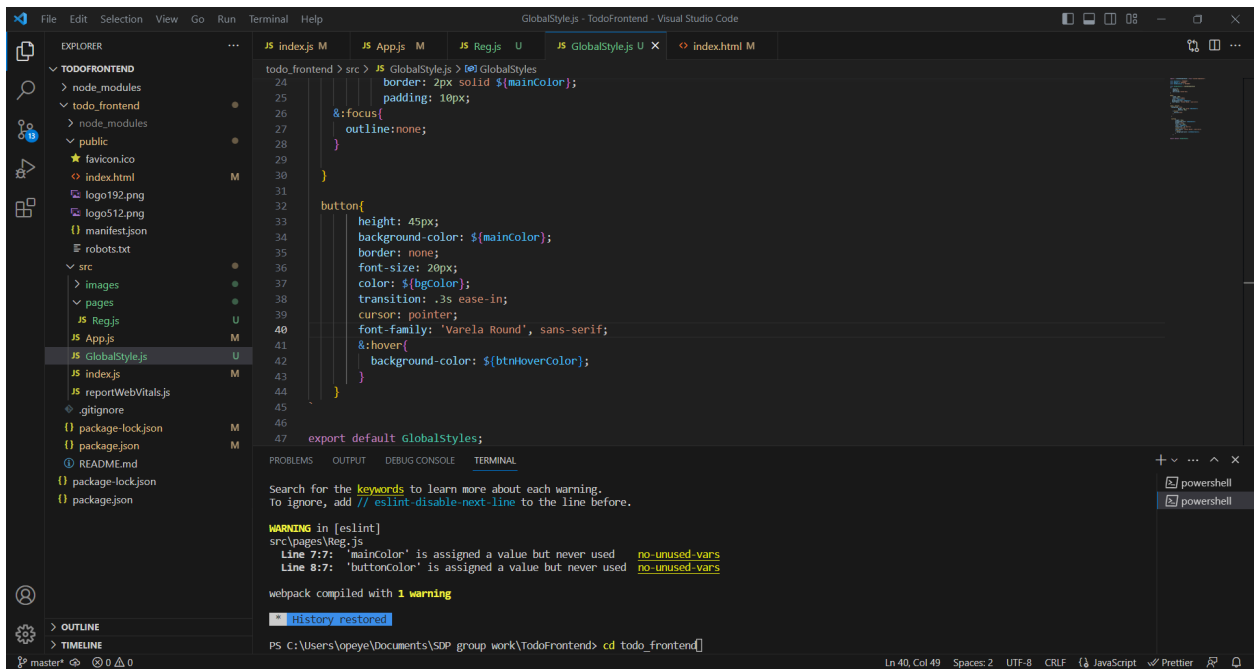 File Edit Selection View Go Run Terminal Help
GlobalStyle.js - TodoFrontend - Visual Studio Code
EXPLORER
TODOFRONTEND
node_modules
todo_frontend
node_modules
public
favicon.ico
index.html M
logo192.png
logo512.png
manifest.json
robots.txt
src
images
pages
JS Reg.js U
JS App.js M
JS GlobalStyle.js U
JS index.js M
JS reportWebVitals.js
.gitignore
{} package-lock.json M
{} package.json M
README.md
{} package-lock.json
{} package.json
OUTLINE
TIMELINE
13
JS index.js M JS App.js M JS Reg.js U JS GlobalStyle.js U <> index.html M
todo_frontend > src > JS GlobalStyle.js > GlobalStyles
24 border: 2px solid ${mainColor};
25 padding: 10px;
26 &:focus{
27 outline:none;
28 }
29
30 }
31
32 button{
33 height: 45px;
34 background-color: ${mainColor};
35 border: none;
36 font-size: 20px;
37 color: ${bgColor};
38 transition: .3s ease-in;
39 cursor: pointer;
40 font-family: 'Varela Round', sans-serif;
41 &:hover{
42 background-color: ${btnHoverColor};
43 }
44 }
45 `
46
47 export default GlobalStyles;
PROBLEMS OUTPUT DEBUG CONSOLE TERMINAL
Search for the keywords to learn more about each warning.
To ignore, add // eslint-disable-next-line to the line before.
WARNING in [eslint]
src\pages\Reg.js
Line 7:7: 'mainColor' is assigned a value but never used no-unused-vars
Line 8:7: 'buttonColor' is assigned a value but never used no-unused-vars
webpack compiled with 1 warning
* History restored
PS C:\Users\opeye\Documents\SDP group work\TodoFrontend> cd todo_frontend
powershell
powershell
master* 0 0 Ln 40, Col 49 Spaces: 2 UTF-8 CRLF {} JavaScript Prettier